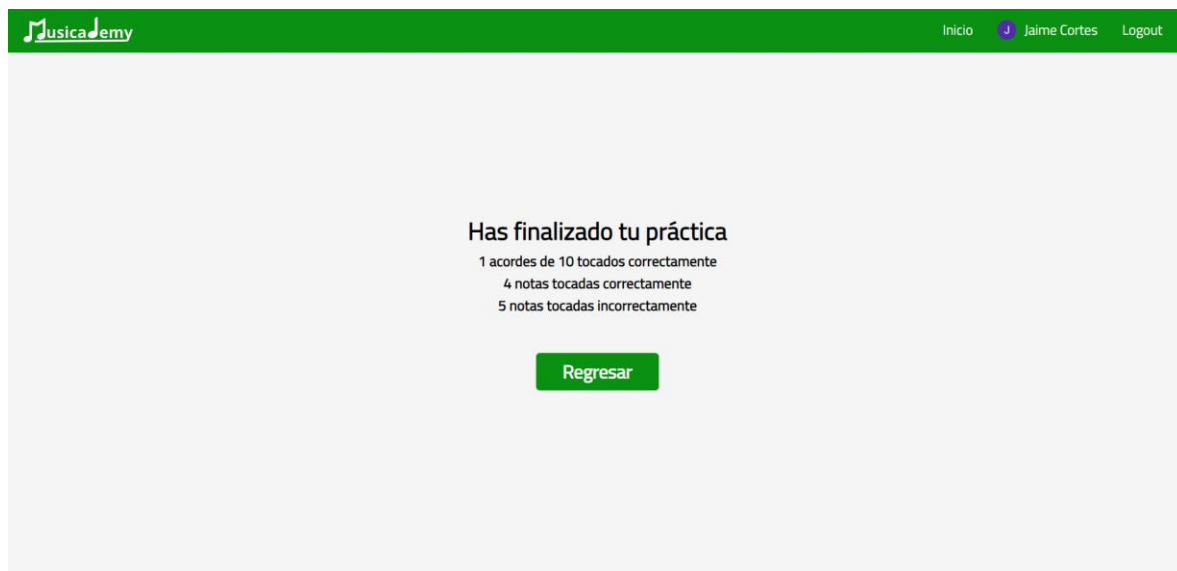 Musicademy
Inicio J Jaime Cortes Logout
Has finalizado tu práctica
1 acordes de 10 tocados correctamente
4 notas tocadas correctamente
5 notas tocadas incorrectamente
Regresar